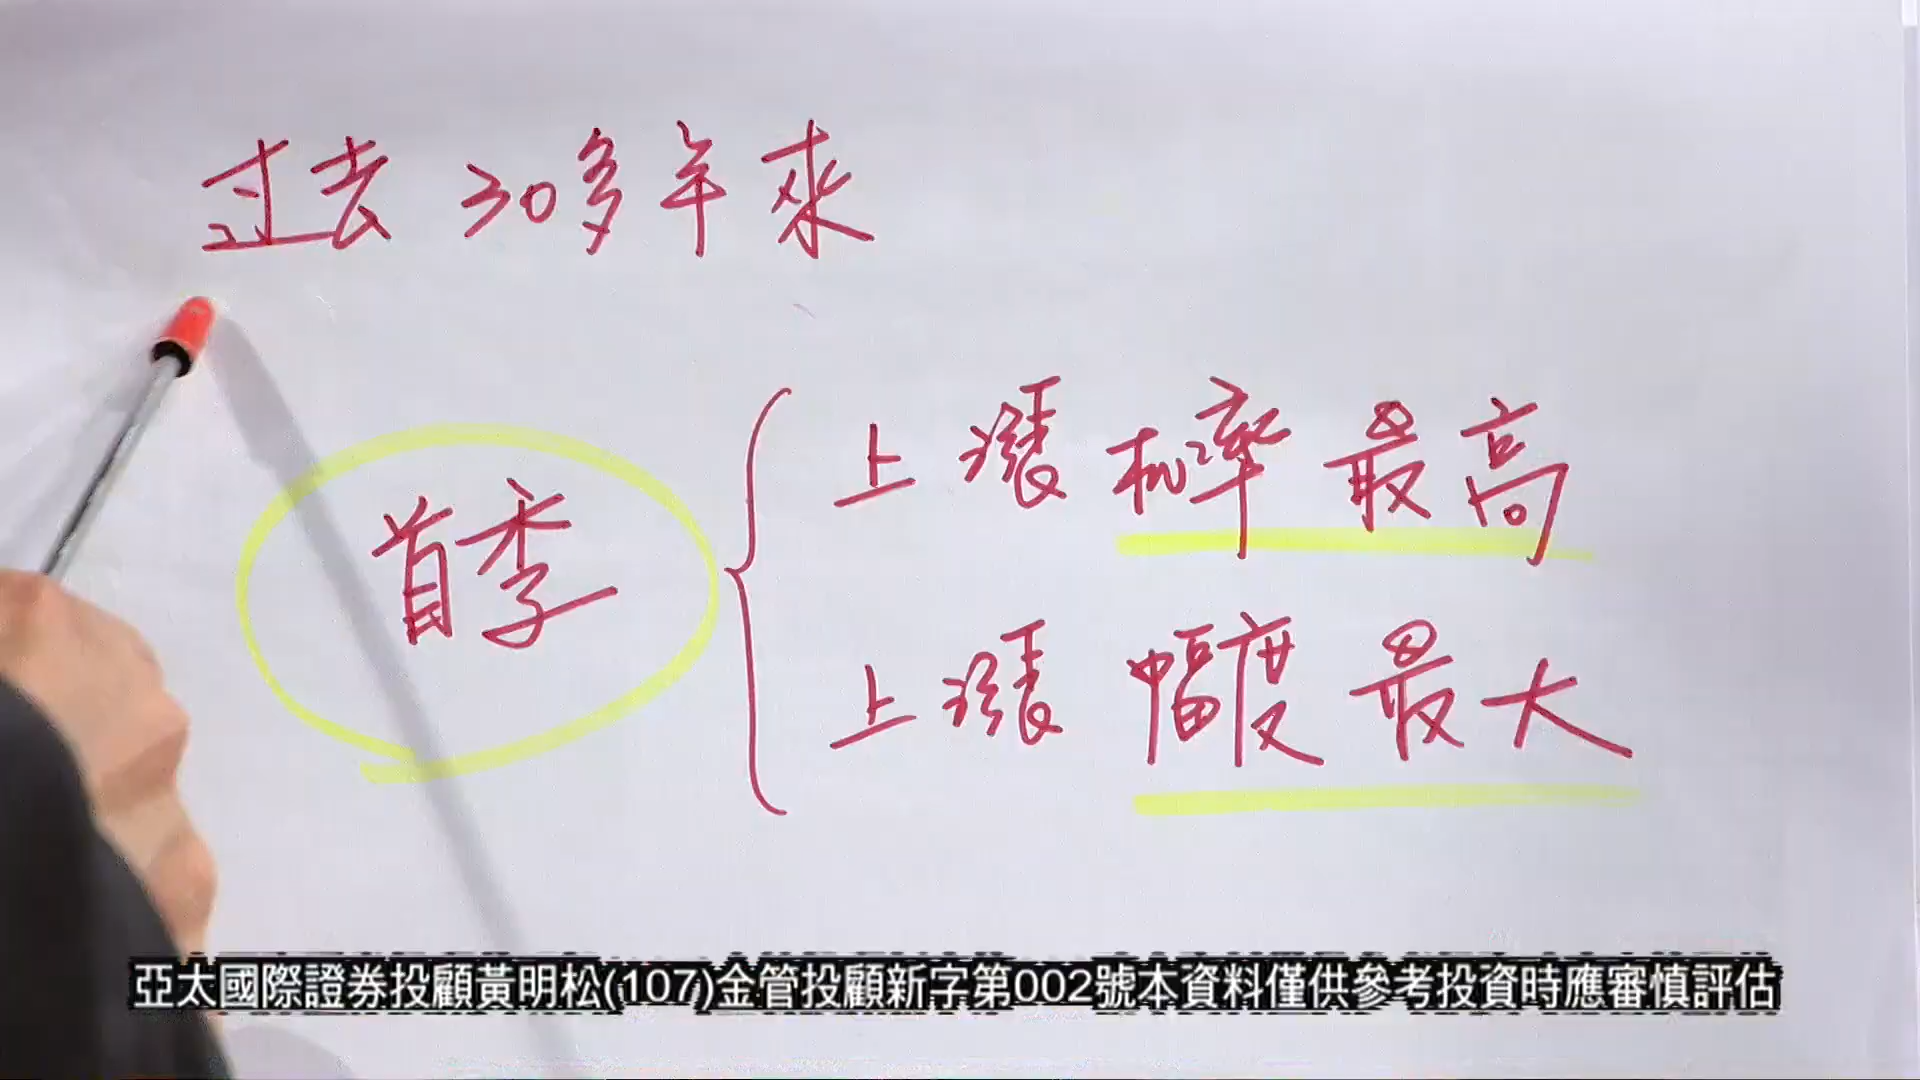 过去30多年來
首季
上漲机率最高
上漲幅度最大
亞太國際證券投顧黃明松(107)金管投顧新字第002號本資料僅供參考投資時應審慎評估